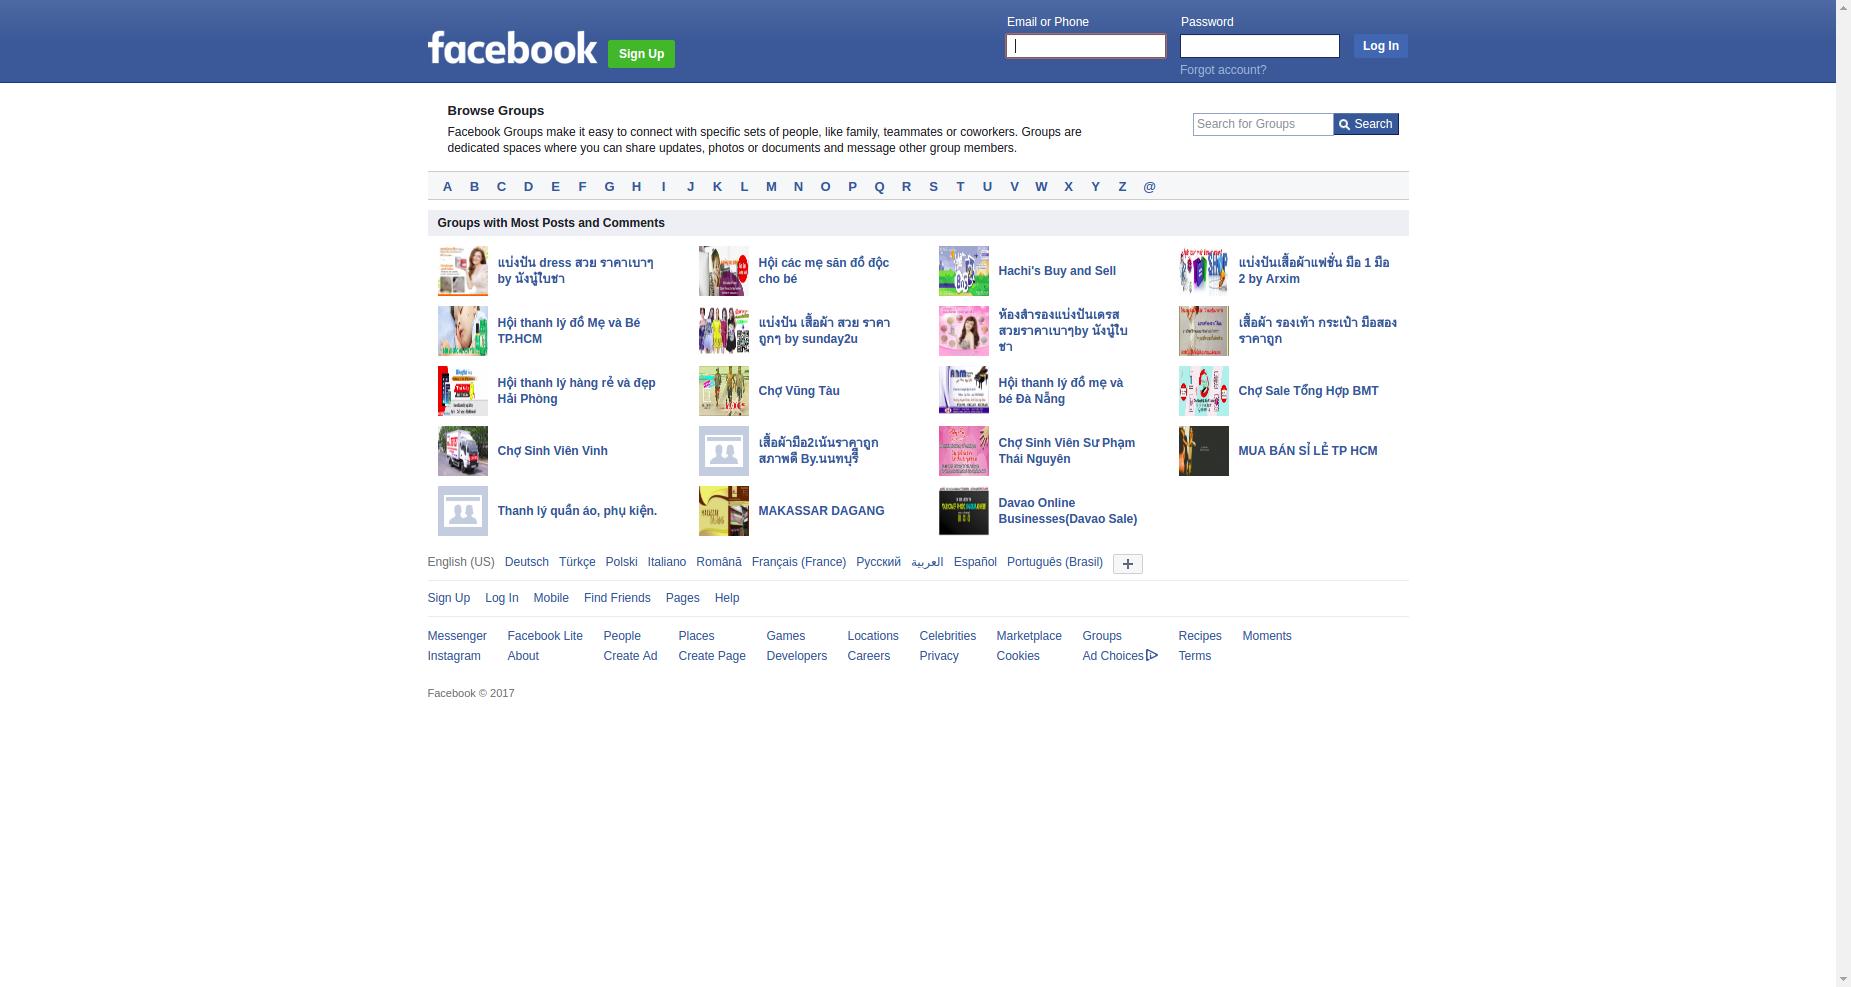 Email or Phone Password
facebook Sign Up Log In
Forgot account?
Browse Groups
Facebook Groups make it easy to connect with specific sets of people, like family, teammates or coworkers. Groups are
dedicated spaces where you can share updates, photos or documents and message other group members.
Search for Groups Search
A B C D E F G H I J K L M N O P Q R S T U V W X Y Z @
Groups with Most Posts and Comments
แบ่งปัน dress สวย ราคาเบาๆ
by นังนู๋ใบชา
Hội các mẹ săn đồ độc
cho bé
Hachi's Buy and Sell
แบ่งปันเสื้อผ้าแฟชั่น มือ 1 มือ
2 by Arxim
Hội thanh lý đồ Mẹ và Bé
TP.HCM
แบ่งปัน เสื้อผ้า สวย ราคา
ถูกๆ by sunday2u
ห้องสำรองแบ่งปันเดรส
สวยราคาเบาๆby นังนู๋ใบ
ชา
เสื้อผ้า รองเท้า กระเป๋า มือสอง
ราคาถูก
Hội thanh lý hàng rẻ và đẹp
Hải Phòng
Chợ Vũng Tàu
Hội thanh lý đồ mẹ và
bé Đà Nẵng
Chợ Sale Tổng Hợp BMT
Chợ Sinh Viên Vinh
เสื้อผ้ามือ2เน้นราคาถูก
สภาพดี By.นนทบุรี
Chợ Sinh Viên Sư Phạm
Thái Nguyên
MUA BÁN SỈ LẺ TP HCM
Thanh lý quần áo, phụ kiện.
MAKASSAR DAGANG
Davao Online
Businesses(Davao Sale)
English (US) Deutsch Türkçe Polski Italiano Română Français (France) Русский العربية Español Português (Brasil)
Sign Up Log In Mobile Find Friends Pages Help
Messenger Facebook Lite People Places Games Locations Celebrities Marketplace Groups Recipes Moments
Instagram About Create Ad Create Page Developers Careers Privacy Cookies Ad Choices Terms
Facebook © 2017